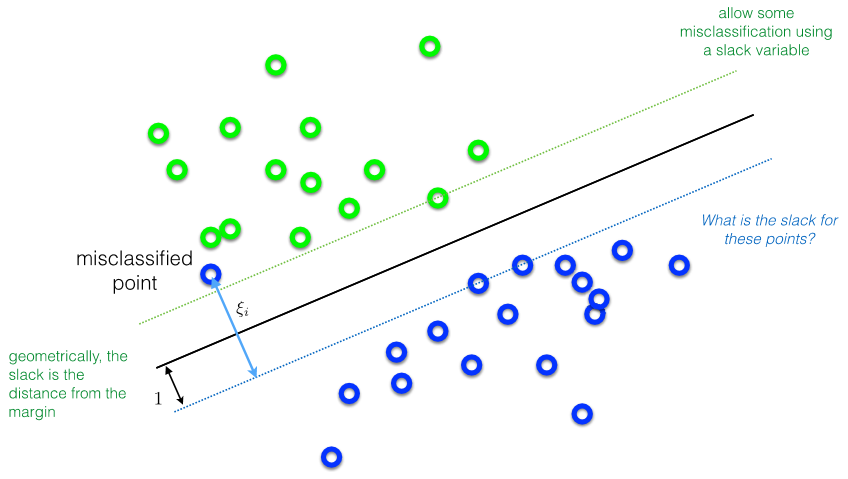 allow some
misclassification using
a slack variable
What is the slack for
these points?
misclassified
point
ξi
geometrically, the
slack is the
distance from the
margin
1